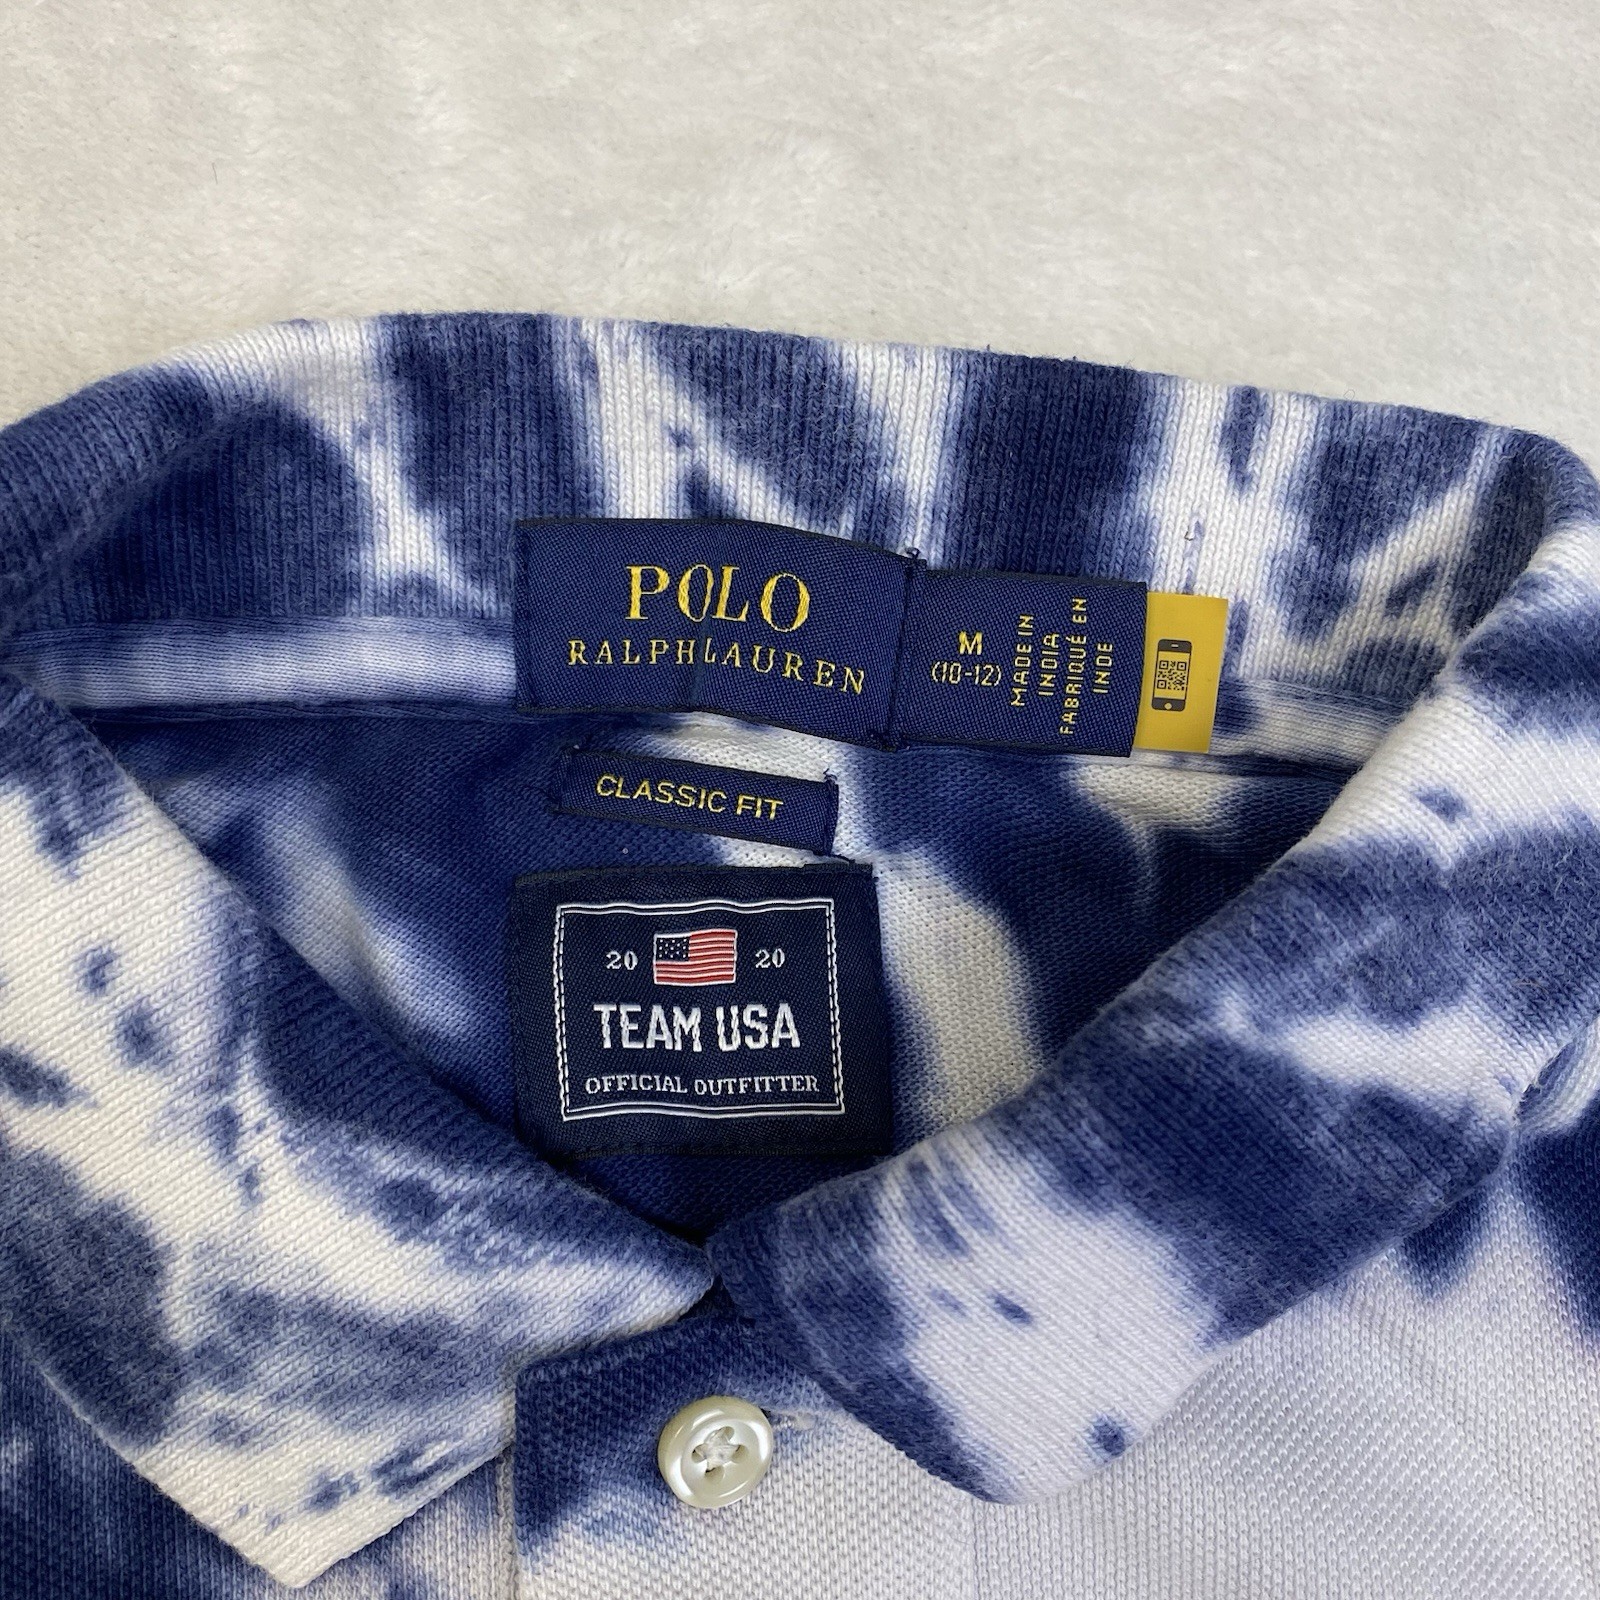 POLO
RALPH LAUREN
M
(10-12)
MADE IN
INDIA
FABRIQUÉ EN
INDE
CLASSIC FIT
20 20
TEAM USA
OFFICIAL OUTFITTER